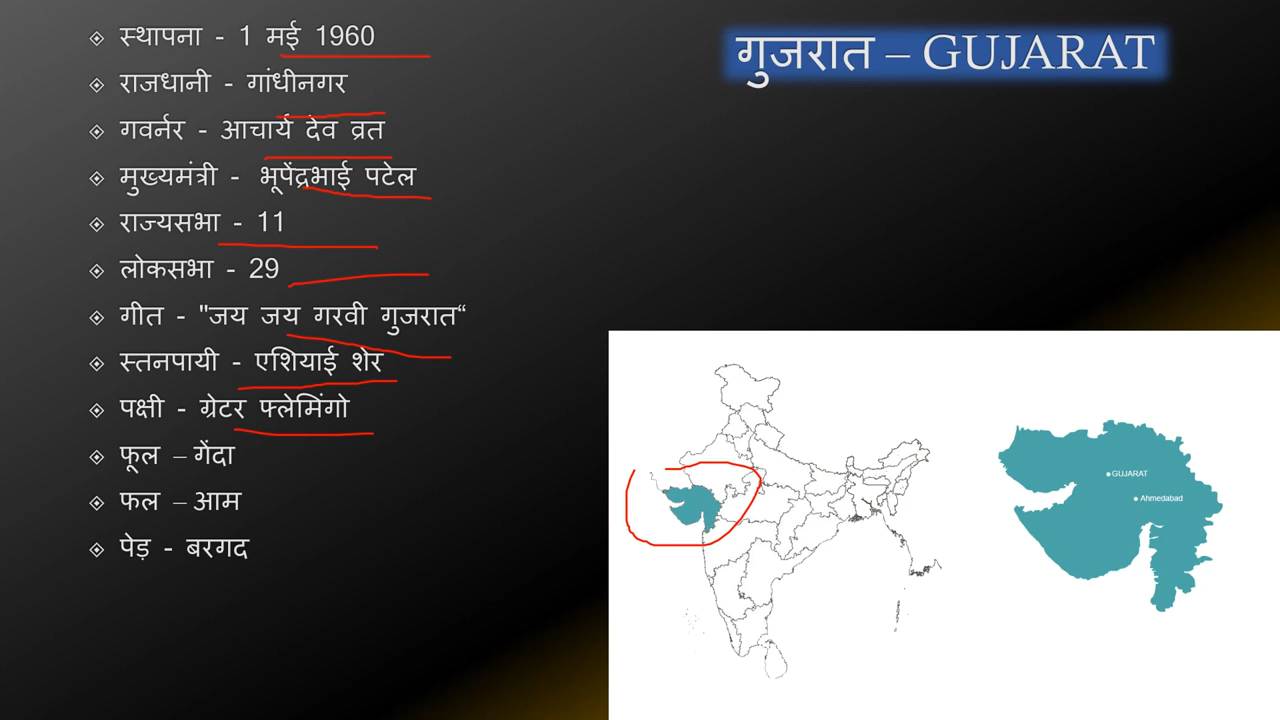 गुजरात – GUJARAT
स्थापना - 1 मई 1960
राजधानी - गांधीनगर
गवर्नर - आचार्य देव व्रत
मुख्यमंत्री - भूपेंद्रभाई पटेल
राज्यसभा - 11
लोकसभा - 29
गीत - "जय जय गरवी गुजरात“
स्तनपायी - एशियाई शेर
पक्षी - ग्रेटर फ्लेमिंगो
फूल – गेंदा
फल – आम
पेड़ - बरगद
GUJARAT
Ahmedabad